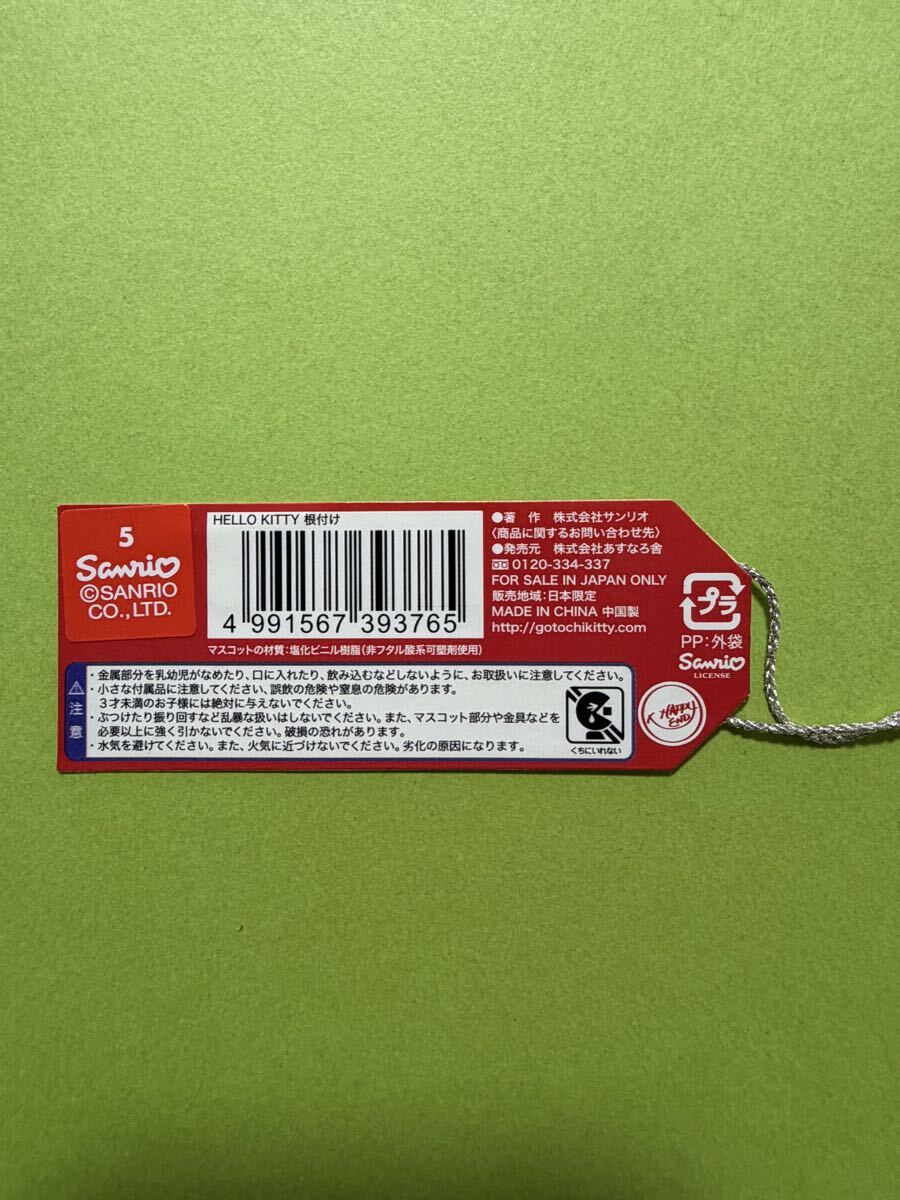 5
Sanrio
©SANRIO
CO.,LTD.
HELLO KITTY 根付け
4 991567 393765
マスコットの材質:塩化ビニル樹脂(非フタル酸系可塑剤使用)
●著 作 株式会社サンリオ
〈商品に関するお問い合わせ先〉
●発売元 株式会社あすなろ舎
0120-334-337
FOR SALE IN JAPAN ONLY
販売地域:日本限定
MADE IN CHINA 中国製
http://gotochikitty.com
プラ
PP:外袋
Sanrio
LICENSE
注意
・金属部分を乳幼児がなめたり、口に入れたり、飲み込むなどしないように、お取扱いに注意してください。
・小さな付属品に注意してください、誤飲の危険や窒息の危険があります。
3才未満のお子様には絶対に与えないでください。
・ぶつけたり振り回すなど乱暴な扱いはしないでください。また、マスコット部分や金具などを
必要以上に強く引かないでください。破損の恐れがあります。
・水気を避けてください。また、火気に近づけないでください。劣化の原因になります。
くちにいれない
HAPPY
END